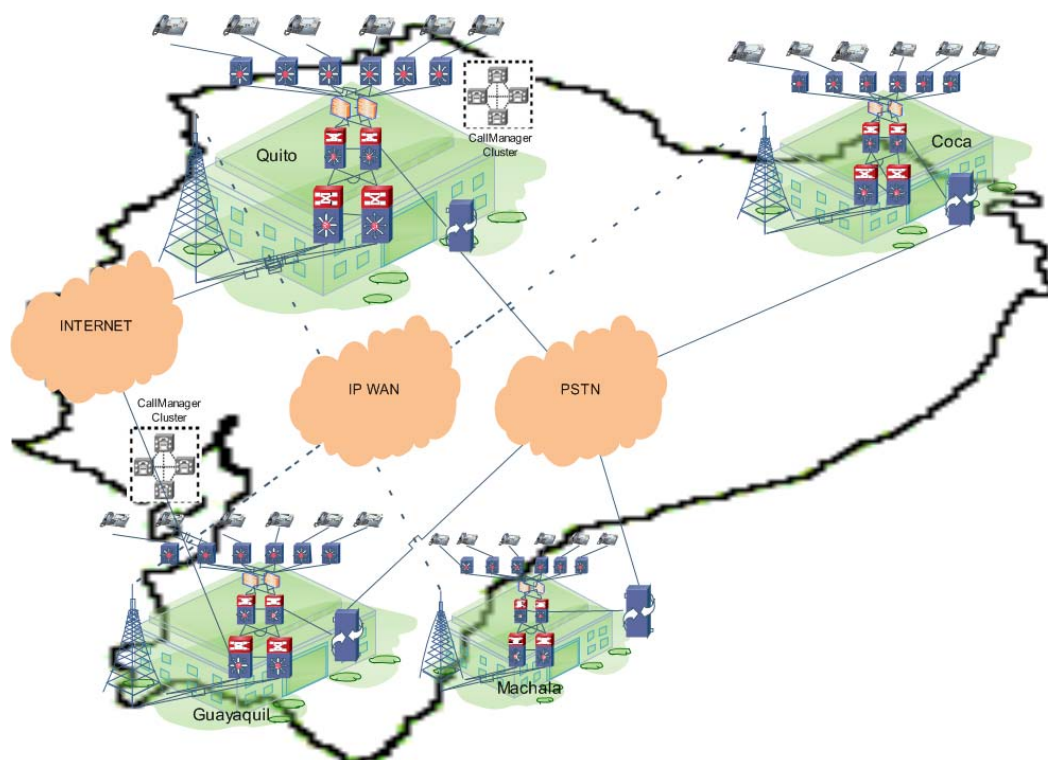 CallManager
Cluster
Quito
Coca
INTERNET
IP WAN
PSTN
CallManager
Cluster
Machala
Guayaquil